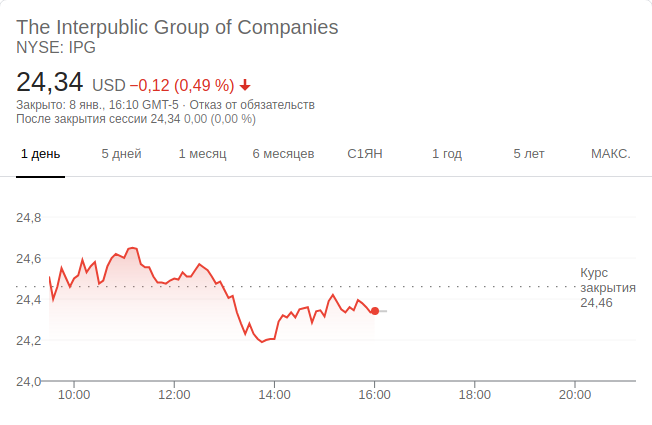 The Interpublic Group of Companies
NYSE: IPG
24,34 USD −0,12 (0,49 %)
Закрыто: 8 янв., 16:10 GMT-5 · Отказ от обязательств
После закрытия сессии 24,34 0,00 (0,00 %)
1 день 5 дней 1 месяц 6 месяцев С1ЯН 1 год 5 лет МАКС.
24,8
24,6
24,4
24,2
24,0
Курс
закрытия
24,46
10:00 12:00 14:00 16:00 18:00 20:00